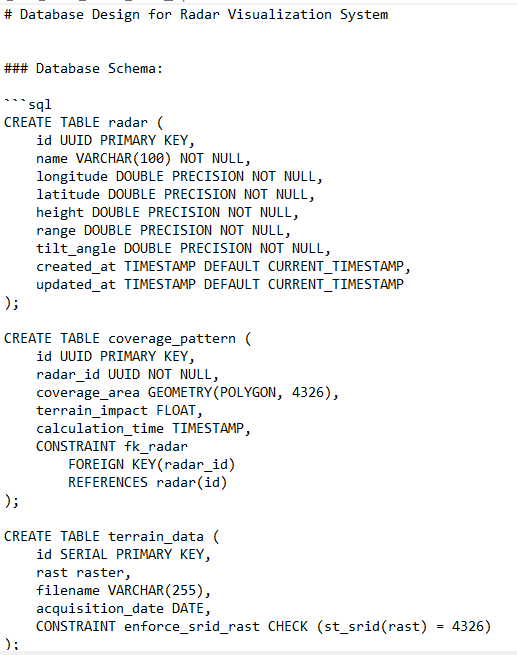 # Database Design for Radar Visualization System
### Database Schema:
```sql
CREATE TABLE radar (
    id UUID PRIMARY KEY,
    name VARCHAR(100) NOT NULL,
    longitude DOUBLE PRECISION NOT NULL,
    latitude DOUBLE PRECISION NOT NULL,
    height DOUBLE PRECISION NOT NULL,
    range DOUBLE PRECISION NOT NULL,
    tilt_angle DOUBLE PRECISION NOT NULL,
    created_at TIMESTAMP DEFAULT CURRENT_TIMESTAMP,
    updated_at TIMESTAMP DEFAULT CURRENT_TIMESTAMP
);
CREATE TABLE coverage_pattern (
    id UUID PRIMARY KEY,
    radar_id UUID NOT NULL,
    coverage_area GEOMETRY(POLYGON, 4326),
    terrain_impact FLOAT,
    calculation_time TIMESTAMP,
    CONSTRAINT fk_radar
        FOREIGN KEY(radar_id)
        REFERENCES radar(id)
);
CREATE TABLE terrain_data (
    id SERIAL PRIMARY KEY,
    rast raster,
    filename VARCHAR(255),
    acquisition_date DATE,
    CONSTRAINT enforce_srid_rast CHECK (st_srid(rast) = 4326)
);